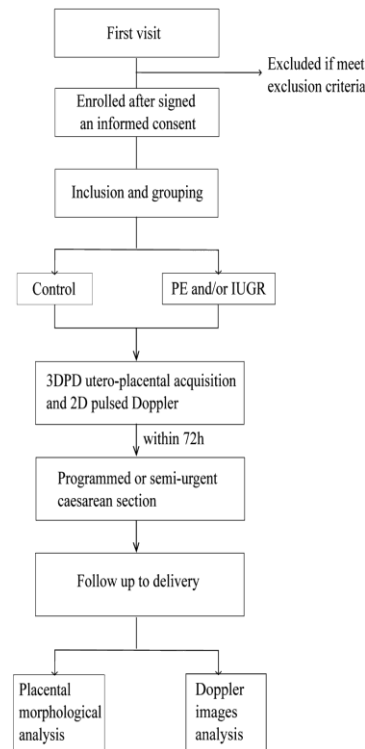 First visit
Excluded if meet
exclusion criteria
Enrolled after signed
an informed consent
Inclusion and grouping
Control
PE and/or IUGR
3DPD utero-placental acquisition
and 2D pulsed Doppler
within 72h
Programmed or semi-urgent
caesarean section
Follow up to delivery
Placental
morphological
analysis
Doppler
images
analysis